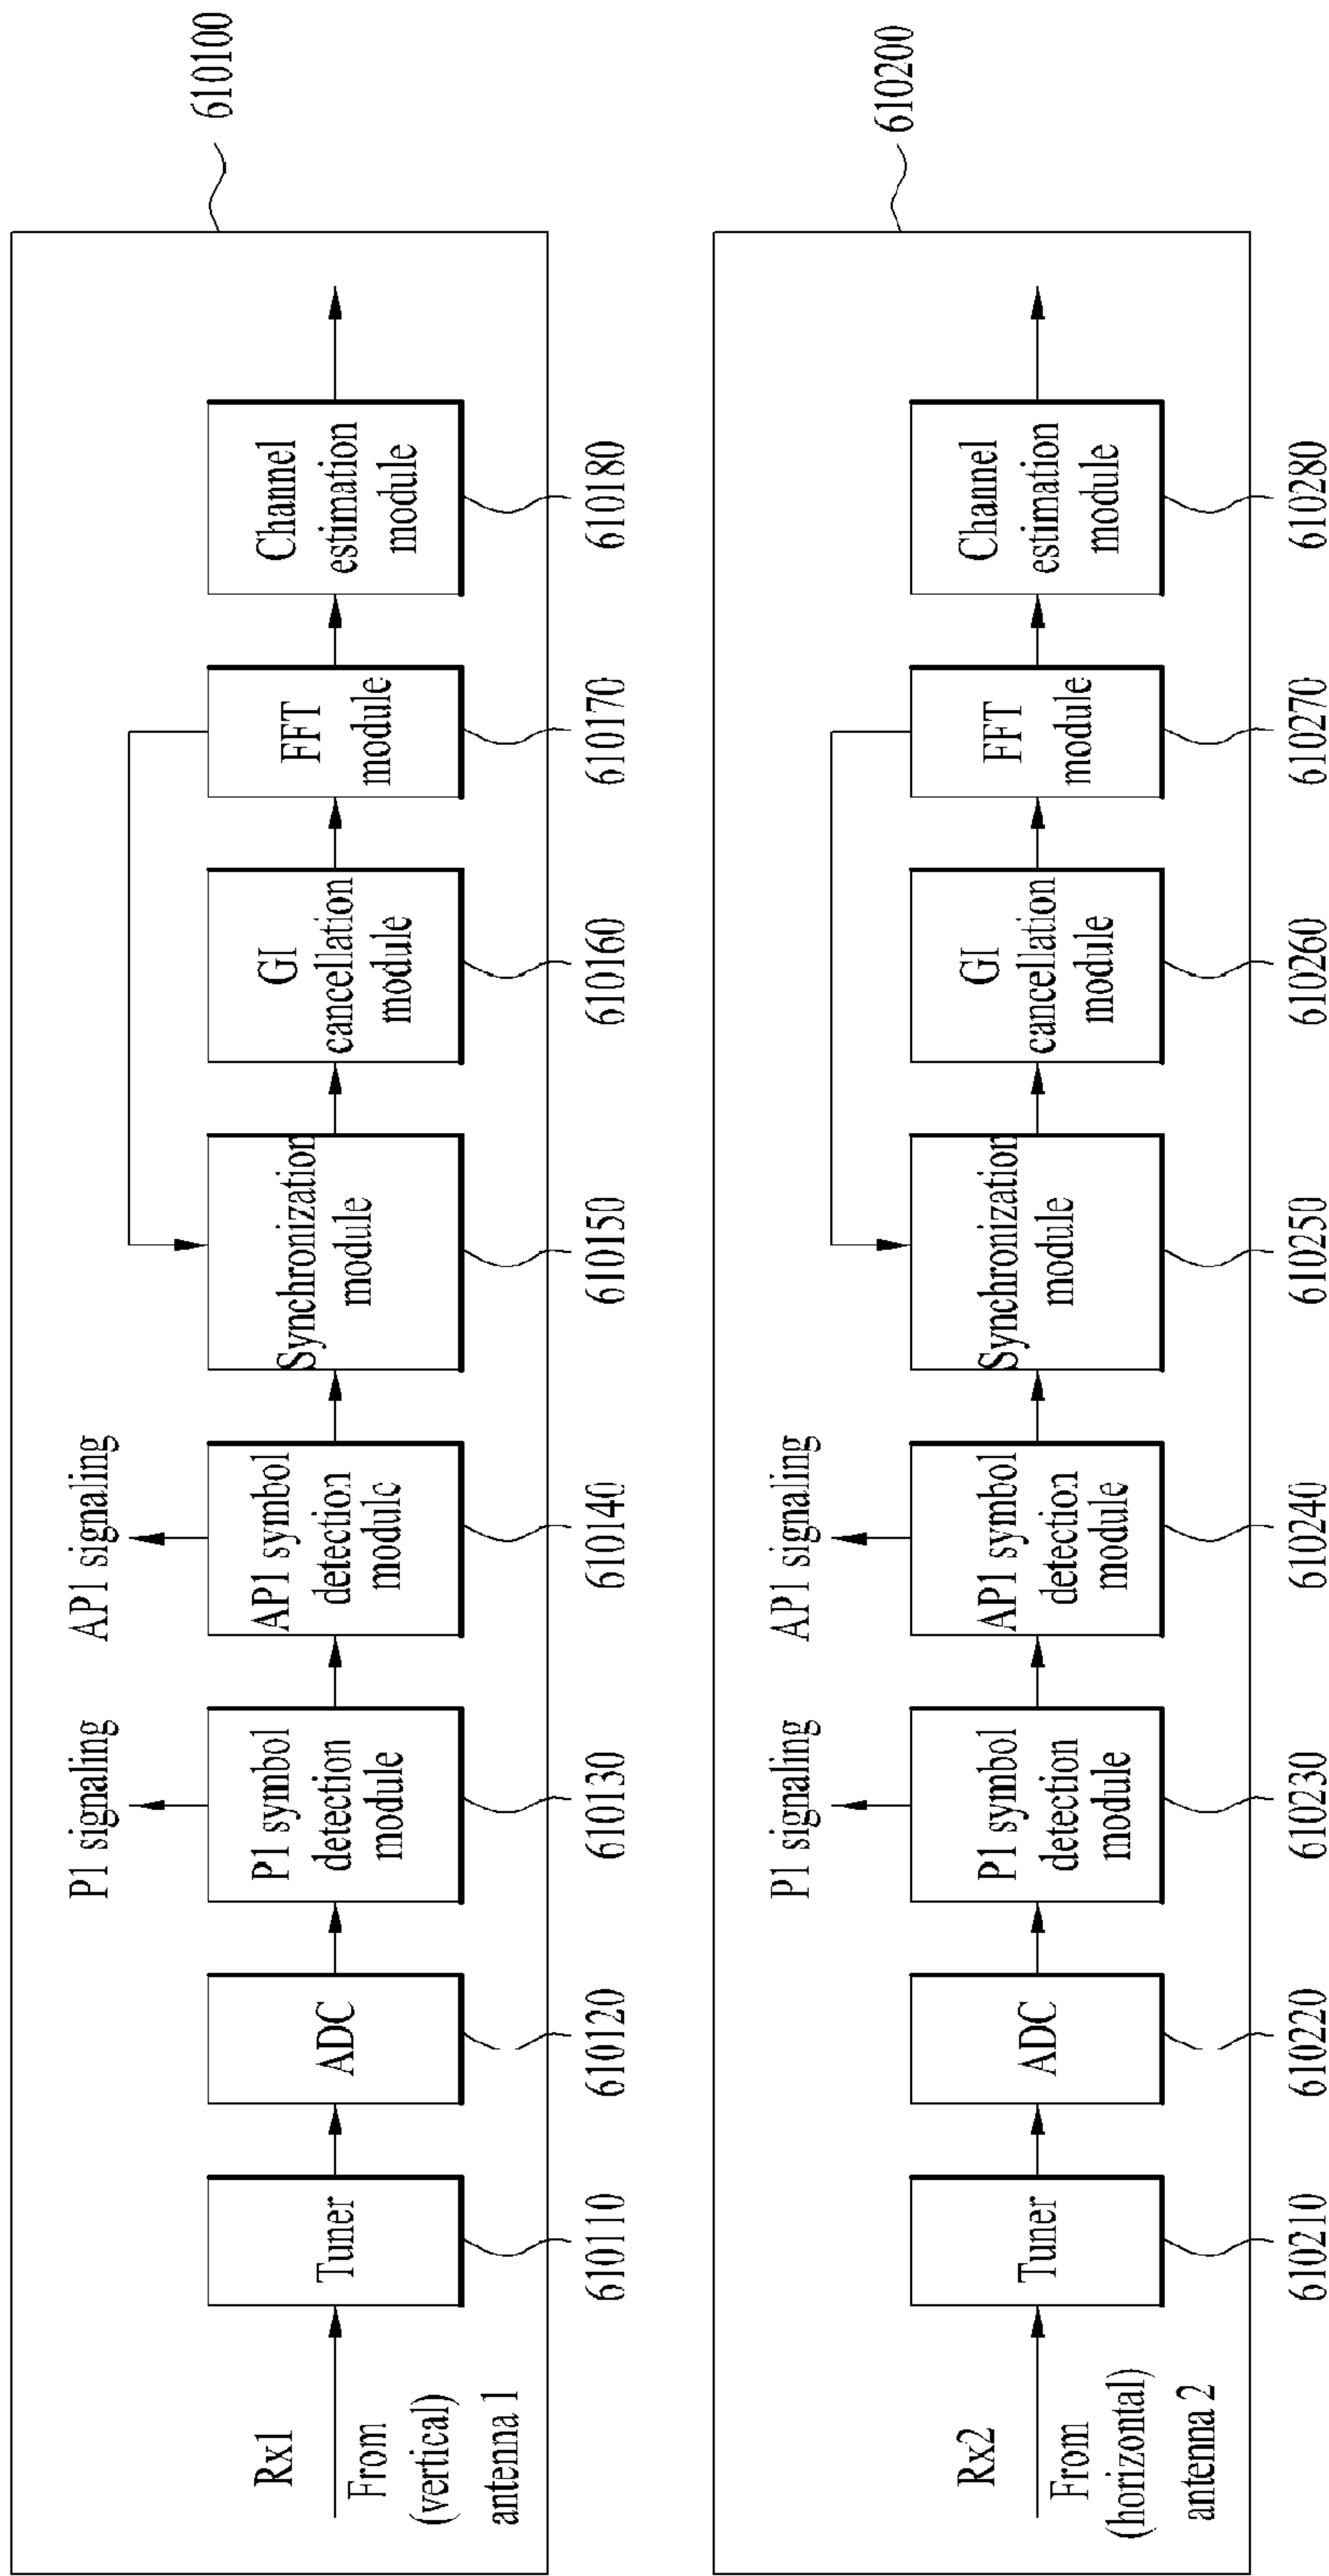 610100
P1 signaling
AP1 signaling
Rx1
From
(vertical)
antenna 1
Tuner
ADC
P1 symbol
detection
module
AP1 symbol
detection
module
Synchronization
module
GI
cancellation
module
FFT
module
Channel
estimation
module
610110
610120
610130
610140
610150
610160
610170
610180
610200
P1 signaling
AP1 signaling
Rx2
From
(horizontal)
antenna 2
Tuner
ADC
P1 symbol
detection
module
AP1 symbol
detection
module
Synchronization
module
GI
cancellation
module
FFT
module
Channel
estimation
module
610210
610220
610230
610240
610250
610260
610270
610280